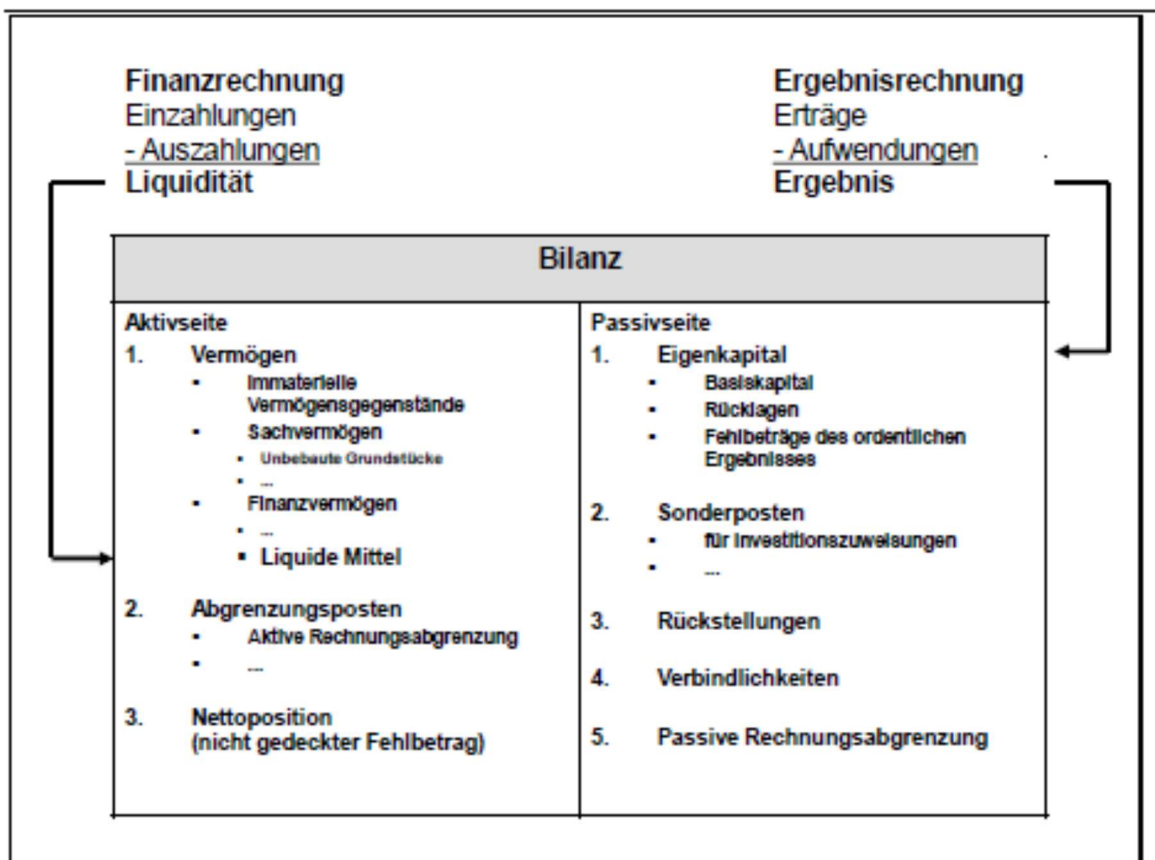 Finanzrechnung
Einzahlungen
- Auszahlungen
Liquidität
Ergebnisrechnung
Erträge
- Aufwendungen
Ergebnis
Bilanz
Aktivseite
1. Vermögen
▪ Immaterielle
Vermögensgegenstände
▪ Sachvermögen
▪ Unbebaute Grundstücke
▪ ...
▪ Finanzvermögen
▪ ...
▪ Liquide Mittel
2. Abgrenzungsposten
▪ Aktive Rechnungsabgrenzung
▪ ...
3. Nettoposition
(nicht gedeckter Fehlbetrag)
Passivseite
1. Eigenkapital
▪ Basiskapital
▪ Rücklagen
▪ Fehlbeträge des ordentlichen
Ergebnisses
2. Sonderposten
▪ für Investitionszuweisungen
▪ ...
3. Rückstellungen
4. Verbindlichkeiten
5. Passive Rechnungsabgrenzung